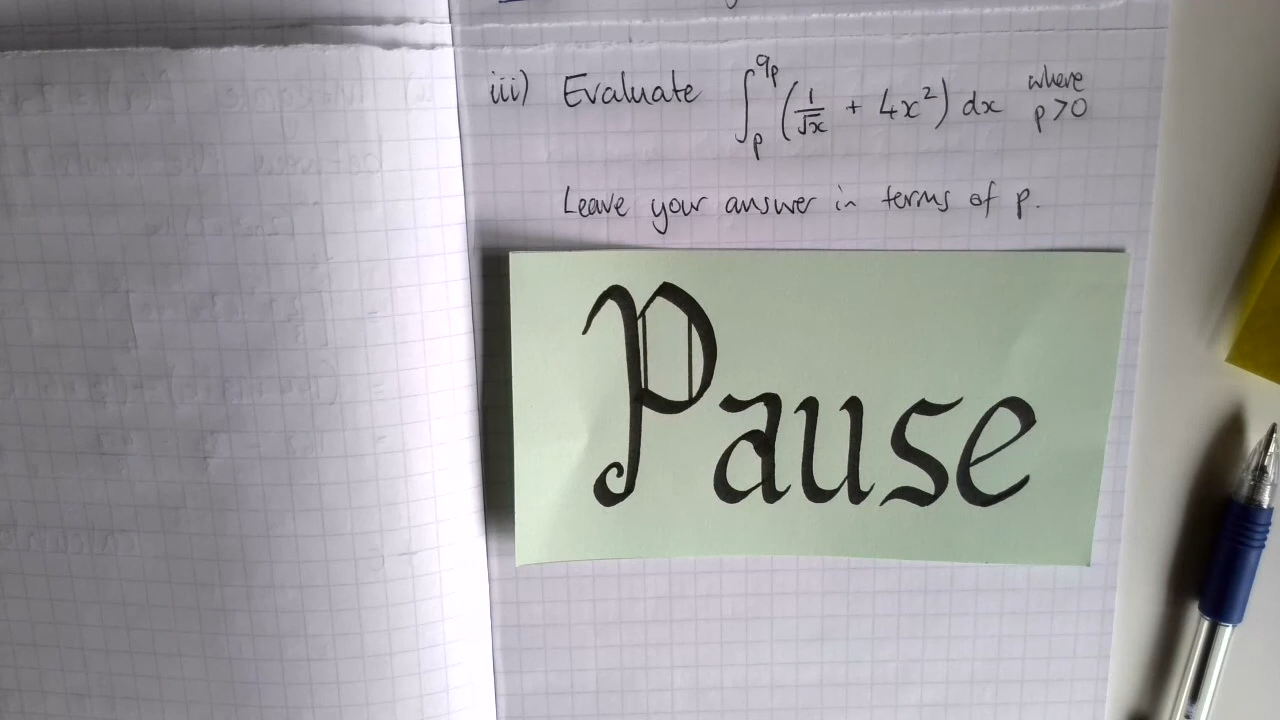 iii) Evaluate ∫_p^{9p} (1/√x + 4x²) dx where p>0
Leave your answer in terms of p.
Pause